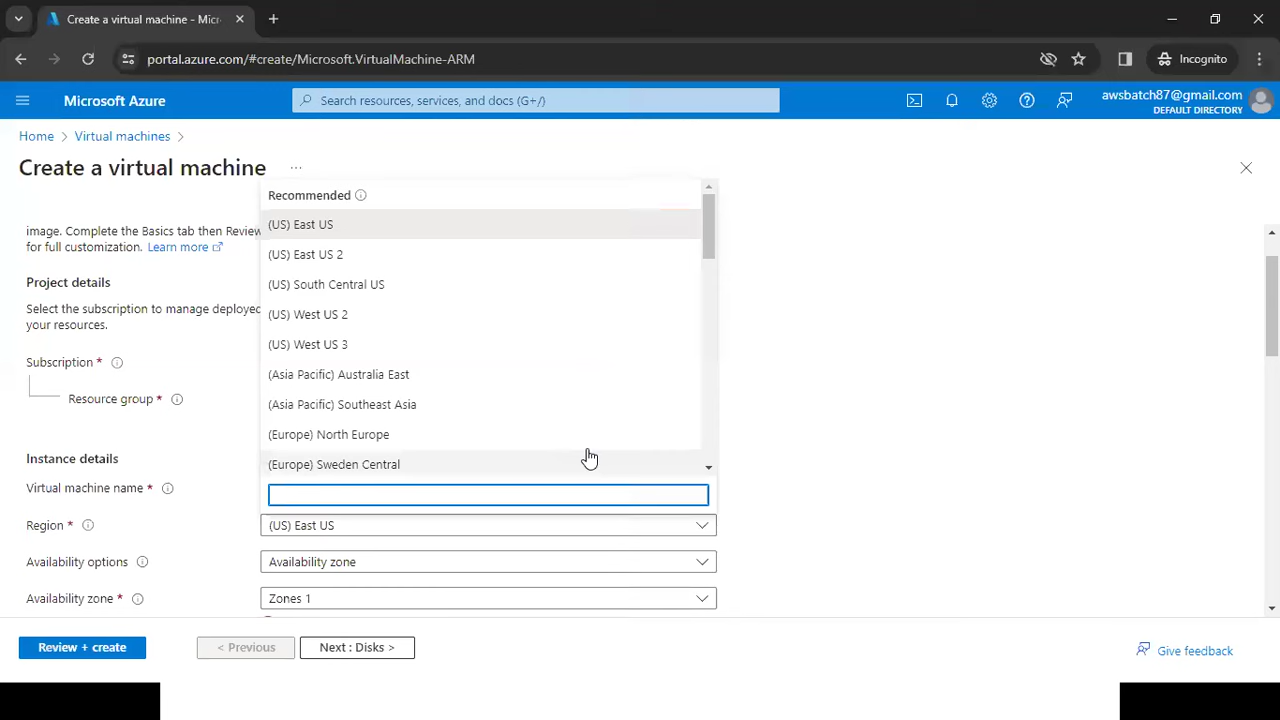 Create a virtual machine - Micr
portal.azure.com/#create/Microsoft.VirtualMachine-ARM
Incognito
Microsoft Azure
Search resources, services, and docs (G+/)
awsbatch87@gmail.com
DEFAULT DIRECTORY
Home > Virtual machines >
Create a virtual machine ...
Recommended
(US) East US
image. Complete the Basics tab then Review
for full customization. Learn more
(US) East US 2
Project details
(US) South Central US
Select the subscription to manage deployed
(US) West US 2
your resources.
(US) West US 3
Subscription *
(Asia Pacific) Australia East
Resource group *
(Asia Pacific) Southeast Asia
(Europe) North Europe
Instance details
(Europe) Sweden Central
Virtual machine name *
Region *
(US) East US
Availability options
Availability zone
Availability zone *
Zones 1
Review + create
< Previous
Next : Disks >
Give feedback